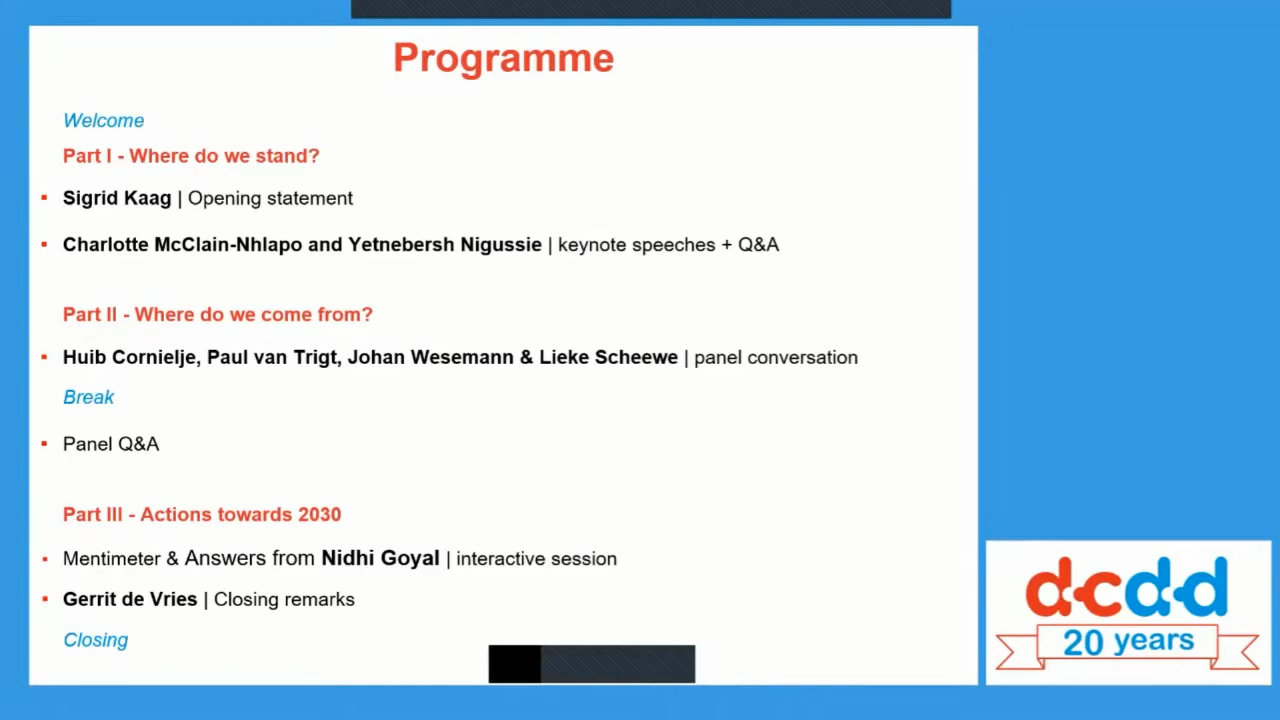 Programme
Welcome
Part I - Where do we stand?
Sigrid Kaag | Opening statement
Charlotte McClain-Nhlapo and Yetnebersh Nigussie | keynote speeches + Q&A
Part II - Where do we come from?
Huib Cornielje, Paul van Trigt, Johan Wesemann & Lieke Scheewe | panel conversation
Break
Panel Q&A
Part III - Actions towards 2030
Mentimeter & Answers from Nidhi Goyal | interactive session
Gerrit de Vries | Closing remarks
Closing
dcdd
20 years